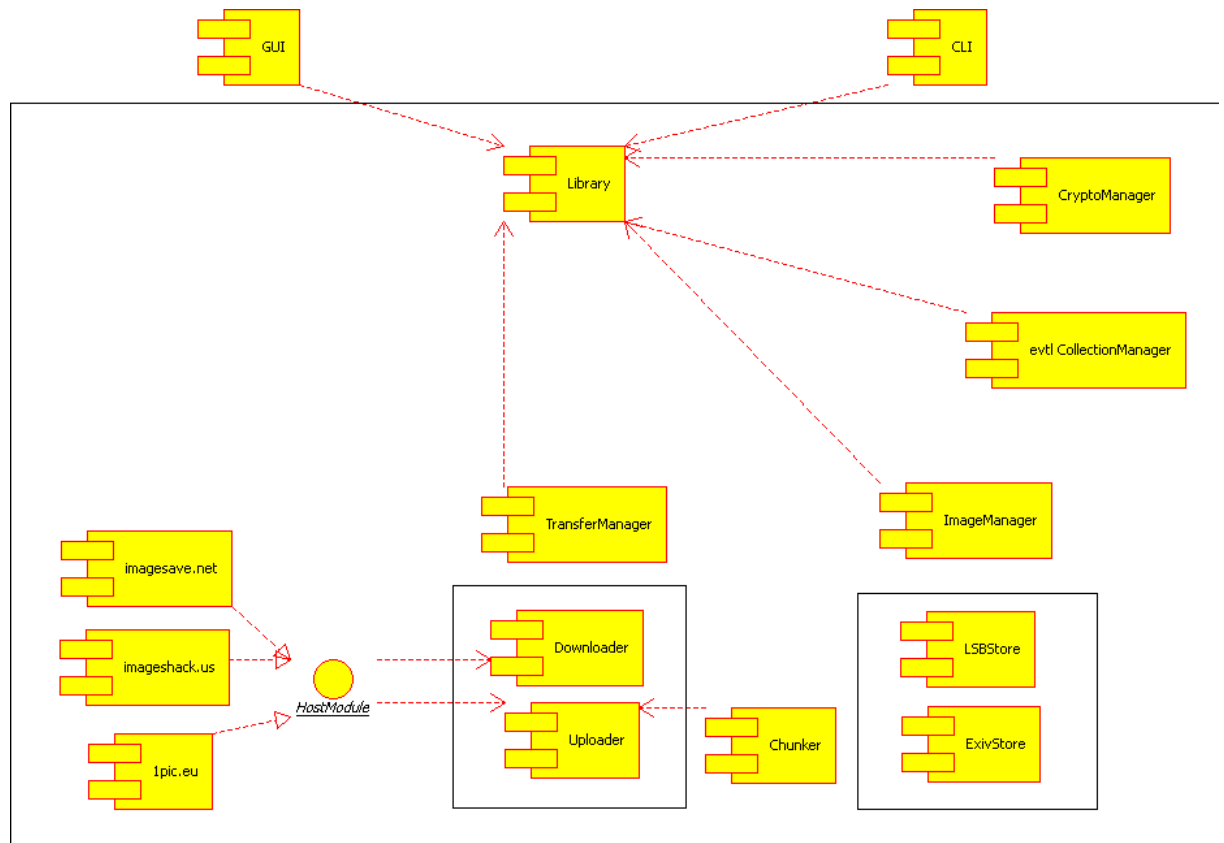 GUI
CLI
Library
CryptoManager
evtl CollectionManager
TransferManager
ImageManager
imagesave.net
Downloader
LSBStore
imageshack.us
HostModule
Uploader
Chunker
ExivStore
1pic.eu